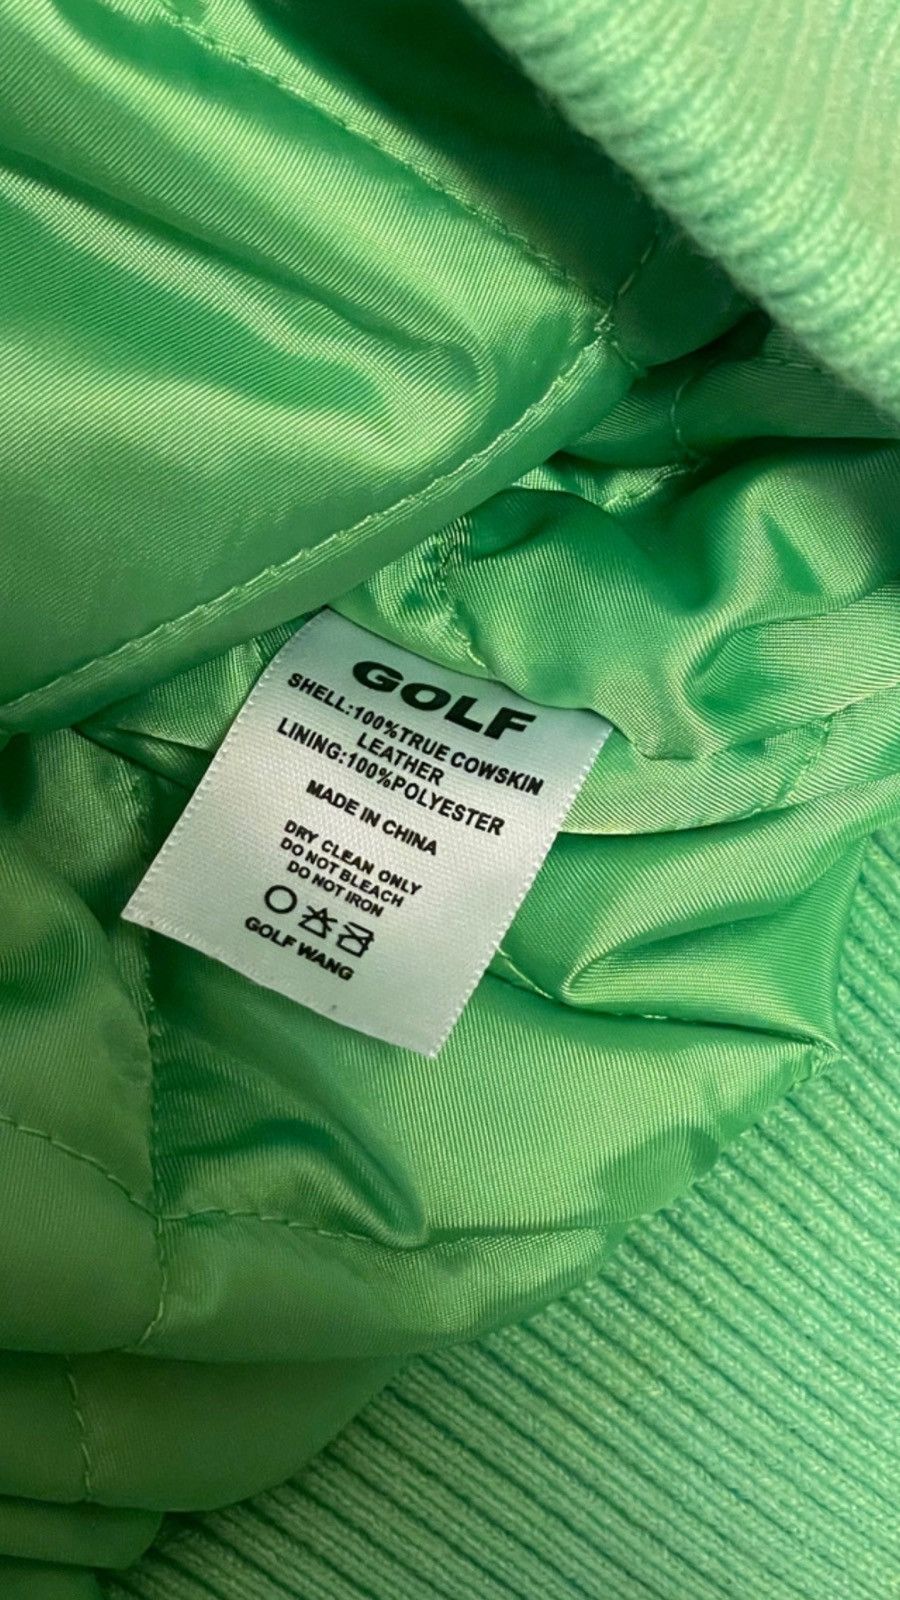 GOLF
SHELL:100%TRUE COWSKIN
LEATHER
LINING:100%POLYESTER
MADE IN CHINA
DRY CLEAN ONLY
DO NOT BLEACH
DO NOT IRON
GOLF WANG